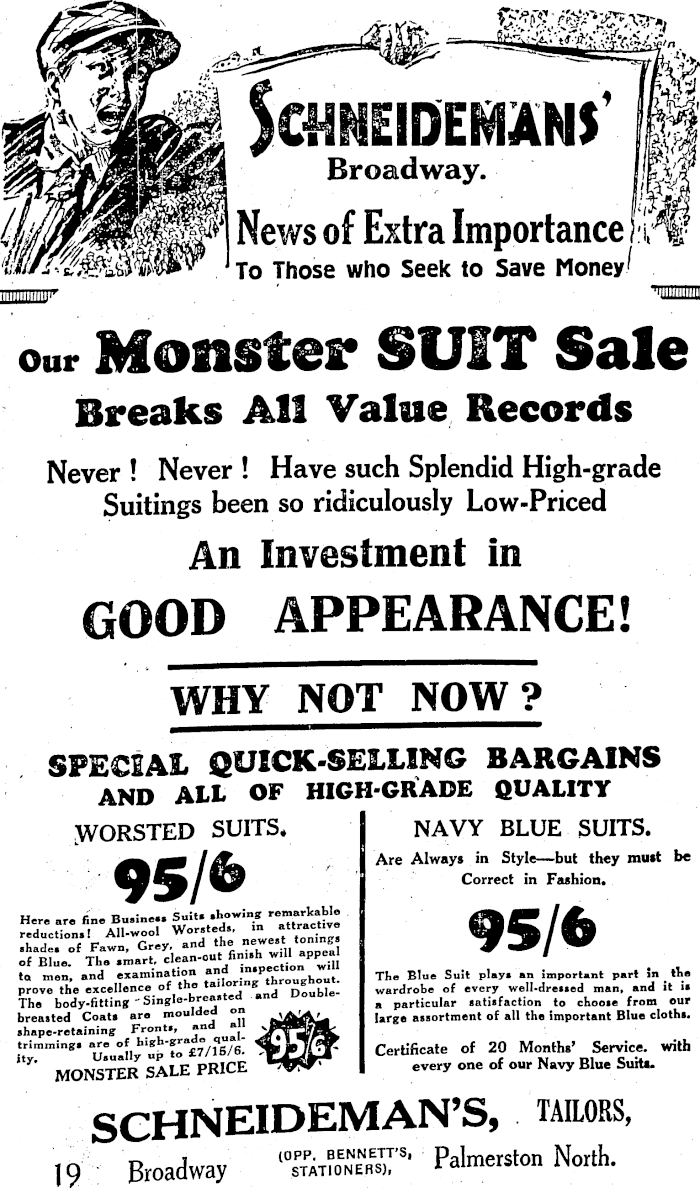 SCHNEIDEMANS'
Broadway.
News of Extra Importance
To Those who Seek to Save Money
Our Monster SUIT Sale
Breaks All Value Records
Never! Never! Have such Splendid High-grade
Suitings been so ridiculously Low-Priced
An Investment in
GOOD APPEARANCE!
WHY NOT NOW?
SPECIAL QUICK-SELLING BARGAINS
AND ALL OF HIGH-GRADE QUALITY
WORSTED SUITS.
95/6
Here are fine Business Suits showing remarkable
reductions! All-wool Worsteds, in attractive
shades of Fawn, Grey, and the newest tonings
of Blue. The smart, clean-out finish will appeal
to men, and examination and inspection will
prove the excellence of the tailoring throughout.
The body-fitting Single-breasted and Double-
breasted Coats are moulded on
shape-retaining Fronts, and all
trimmings are of high-grade qual-
ity. Usually up to £7/15/6.
MONSTER SALE PRICE
95/6
NAVY BLUE SUITS.
Are Always in Style—but they must be
Correct in Fashion.
95/6
The Blue Suit plays an important part in the
wardrobe of every well-dressed man, and it is
a particular satisfaction to choose from our
large assortment of all the important Blue cloths.
Certificate of 20 Months' Service. with
every one of our Navy Blue Suits.
SCHNEIDEMAN'S, TAILORS,
19 Broadway (OPP. BENNETT'S, STATIONERS), Palmerston North.